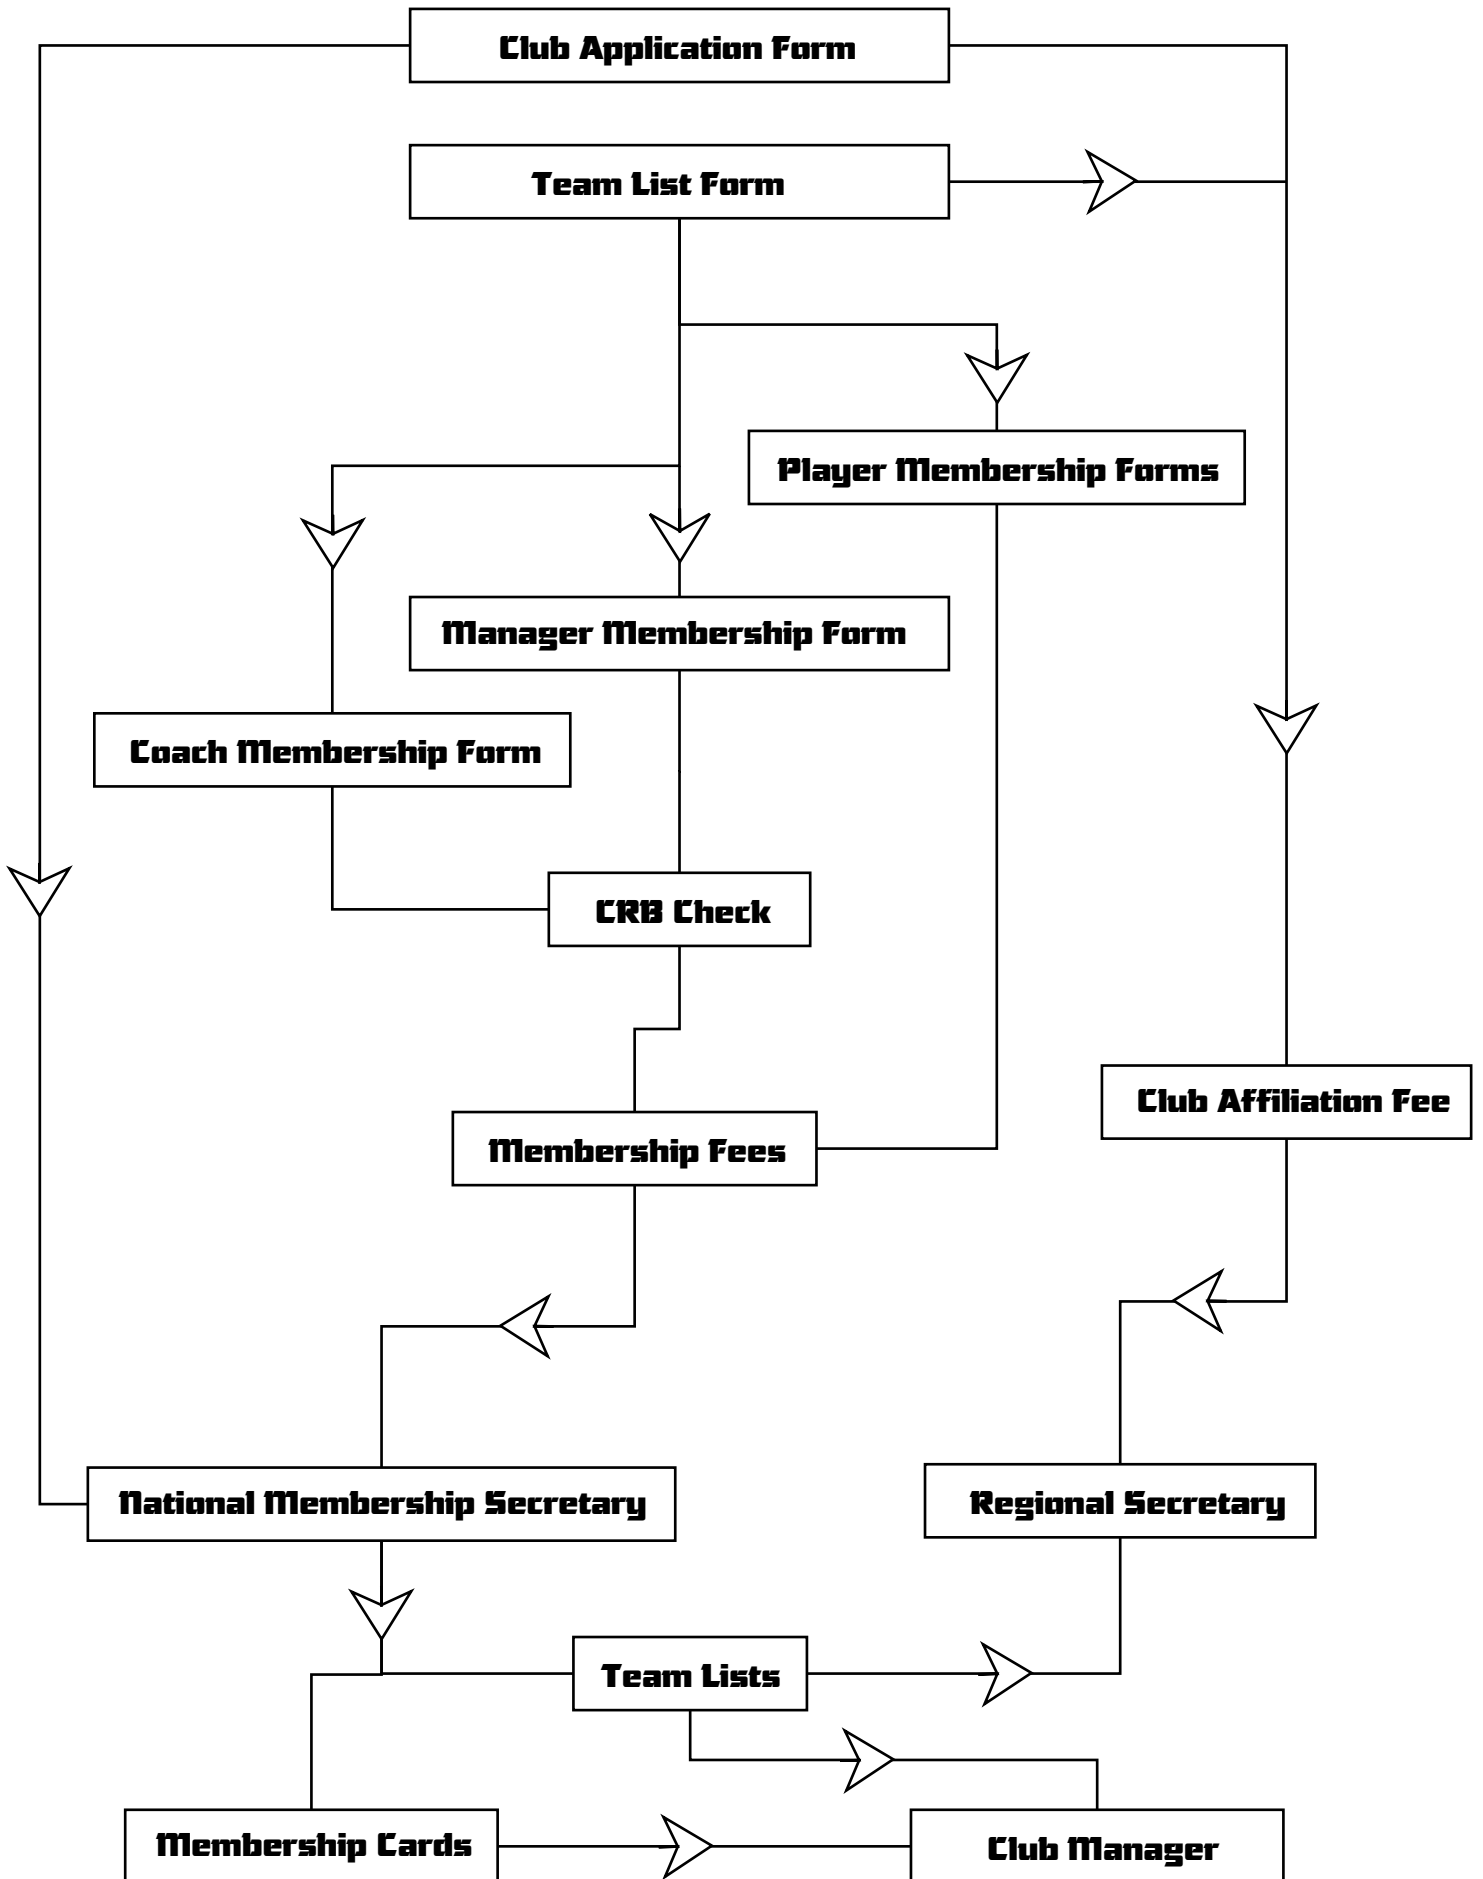 Club Application Form
Team List Form
Player Membership Forms
Manager Membership Form
Coach Membership Form
CRB Check
Club Affiliation Fee
Membership Fees
National Membership Secretary
Regional Secretary
Team Lists
Membership Cards
Club Manager